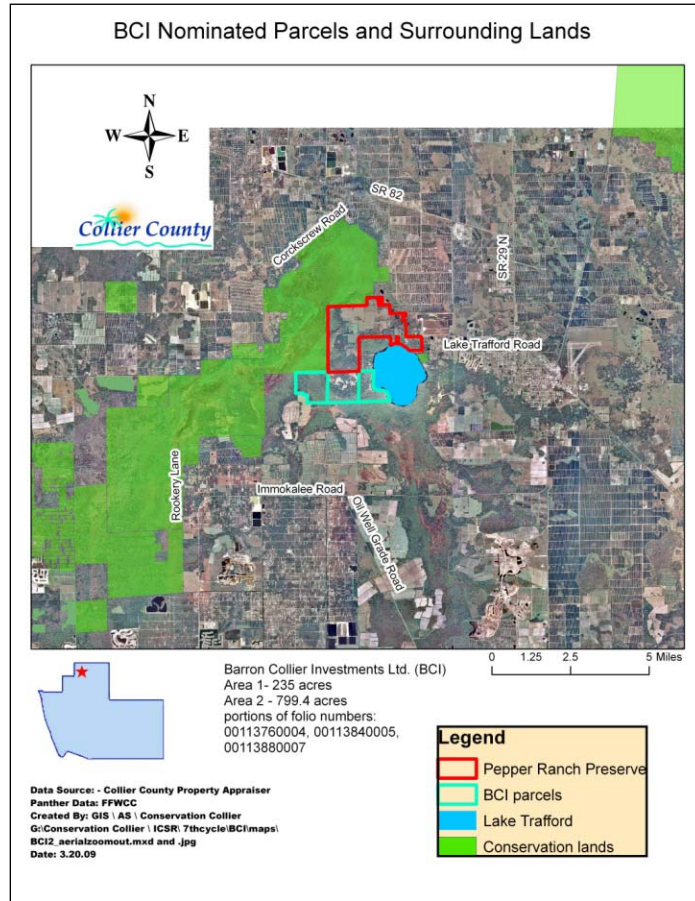 BCI Nominated Parcels and Surrounding Lands
N
W E
S
Collier County
SR 82
Corckscrew Road
SR 29 N
Lake Trafford Road
Rookery Lane
Immokalee Road
Oil Well Grade Road
Barron Collier Investments Ltd. (BCI)
Area 1- 235 acres
Area 2 - 799.4 acres
portions of folio numbers:
00113760004, 00113840005,
00113880007
0 1.25 2.5 5 Miles
Legend
Pepper Ranch Preserve
BCI parcels
Lake Trafford
Conservation lands
Data Source: - Collier County Property Appraiser
Panther Data: FFWCC
Created By: GIS \ AS \ Conservation Collier
G:\Conservation Collier \ ICSR\ 7thcycle\BCI\maps\
BCI2_aerialzoomout.mxd and .jpg
Date: 3.20.09